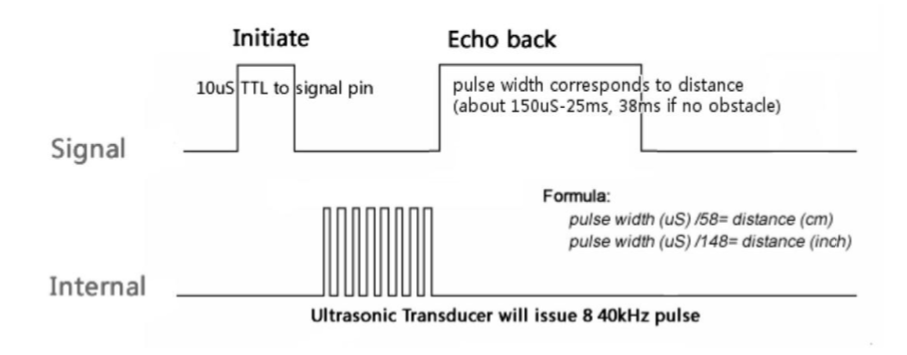 Initiate
Echo back
10uS TTL to signal pin
pulse width corresponds to distance
(about 150uS-25ms, 38ms if no obstacle)
Signal
Formula:
pulse width (uS) /58= distance (cm)
pulse width (uS) /148= distance (inch)
Internal
Ultrasonic Transducer will issue 8 40kHz pulse